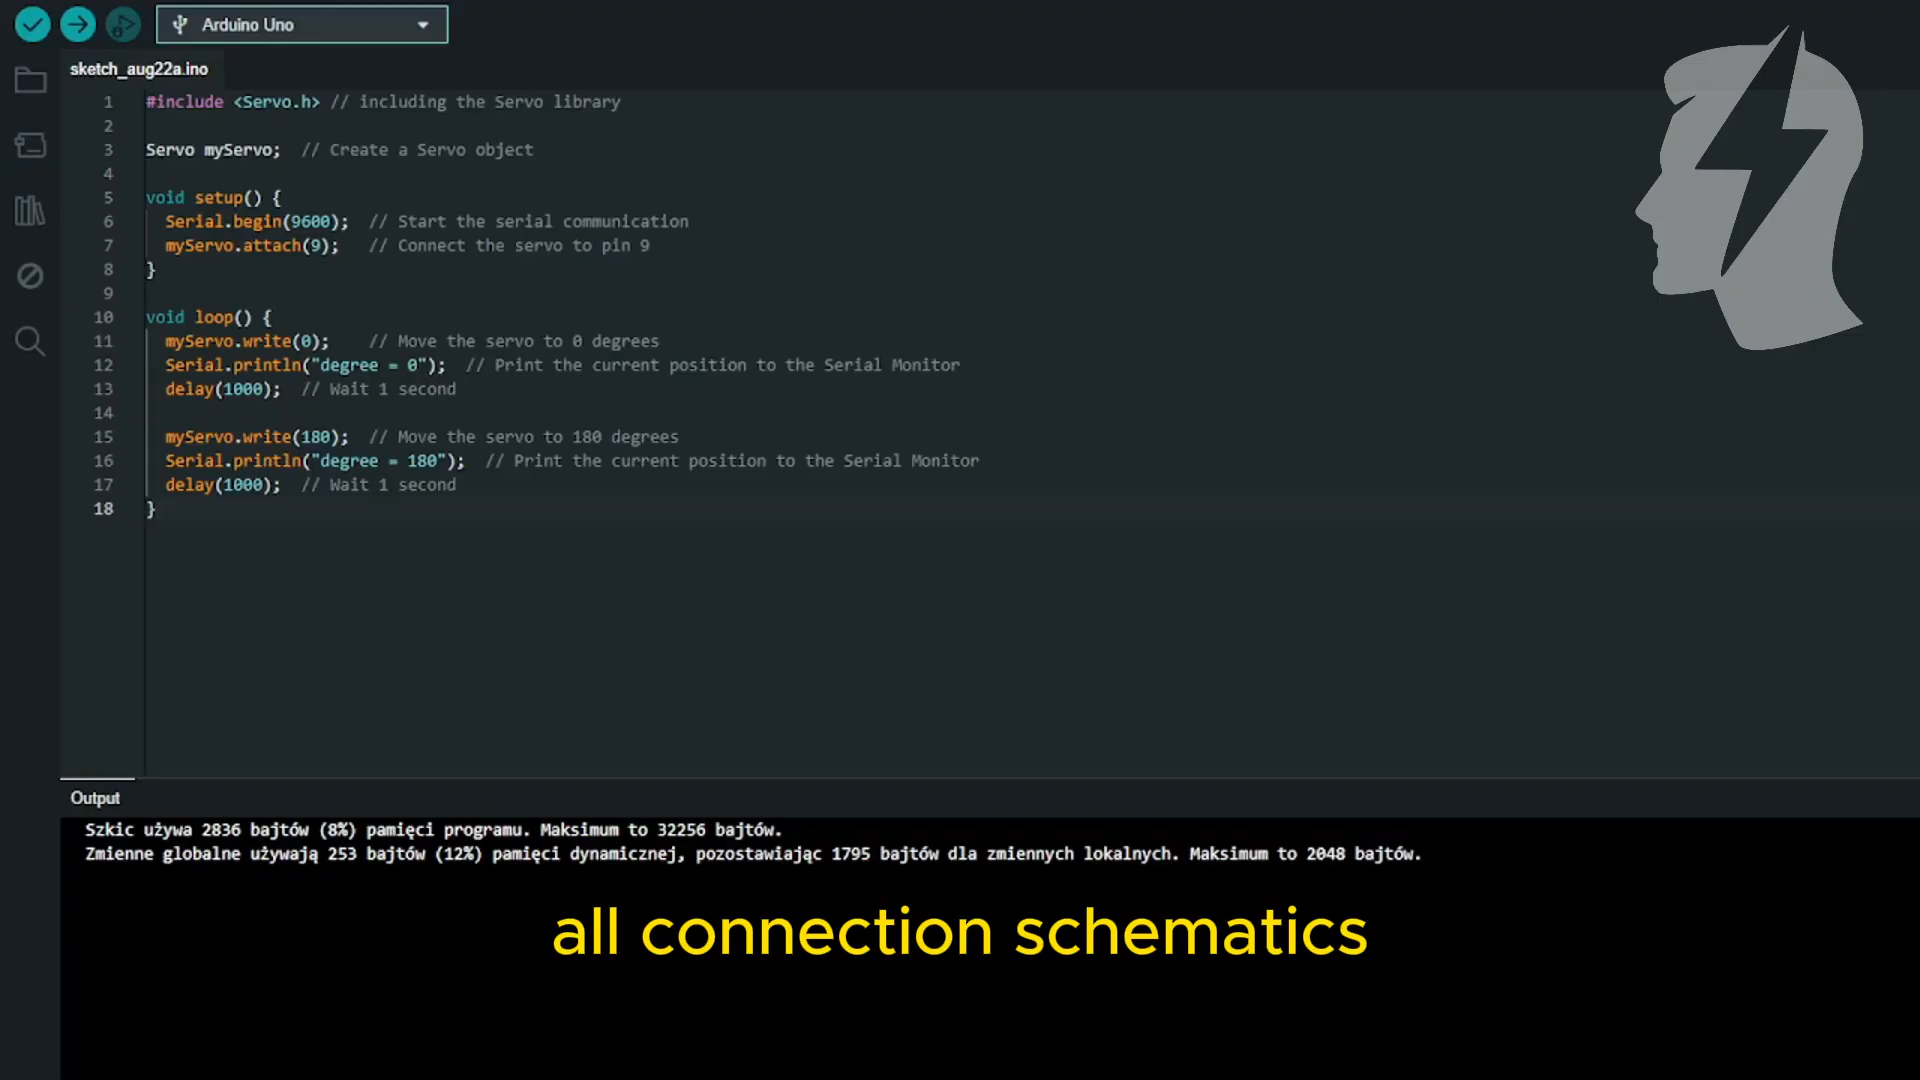 Arduino Uno
sketch_aug22a.ino
1 #include <Servo.h> // including the Servo library
2
3 Servo myServo;  // Create a Servo object
4
5 void setup() {
6   Serial.begin(9600);  // Start the serial communication
7   myServo.attach(9);   // Connect the servo to pin 9
8 }
9
10 void loop() {
11   myServo.write(0);    // Move the servo to 0 degrees
12   Serial.println("degree = 0");  // Print the current position to the Serial Monitor
13   delay(1000);  // Wait 1 second
14
15   myServo.write(180);  // Move the servo to 180 degrees
16   Serial.println("degree = 180");  // Print the current position to the Serial Monitor
17   delay(1000);  // Wait 1 second
18 }
Output
Szkic używa 2836 bajtów (8%) pamięci programu. Maksimum to 32256 bajtów.
Zmienne globalne używają 253 bajtów (12%) pamięci dynamicznej, pozostawiając 1795 bajtów dla zmiennych lokalnych. Maksimum to 2048 bajtów.
all connection schematics